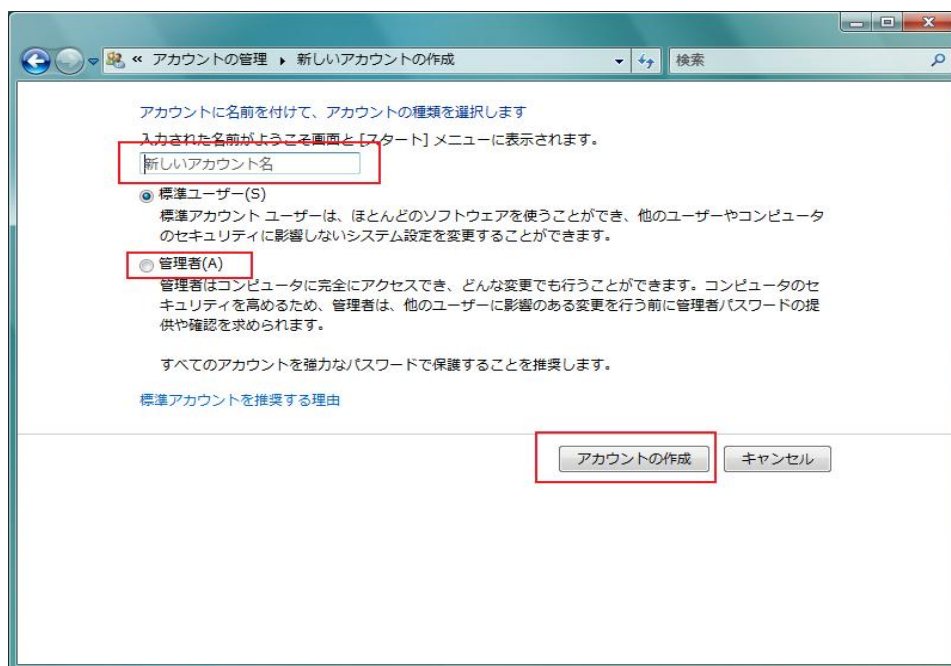 « アカウントの管理 ▸ 新しいアカウントの作成 検索
アカウントに名前を付けて、アカウントの種類を選択します
入力された名前がようこそ画面と [スタート] メニューに表示されます。
新しいアカウント名
標準ユーザー(S)
標準アカウント ユーザーは、ほとんどのソフトウェアを使うことができ、他のユーザーやコンピュータ
のセキュリティに影響しないシステム設定を変更することができます。
管理者(A)
管理者はコンピュータに完全にアクセスでき、どんな変更でも行うことができます。コンピュータのセ
キュリティを高めるため、管理者は、他のユーザーに影響のある変更を行う前に管理者パスワードの提
供や確認を求められます。
すべてのアカウントを強力なパスワードで保護することを推奨します。
標準アカウントを推奨する理由
アカウントの作成 キャンセル